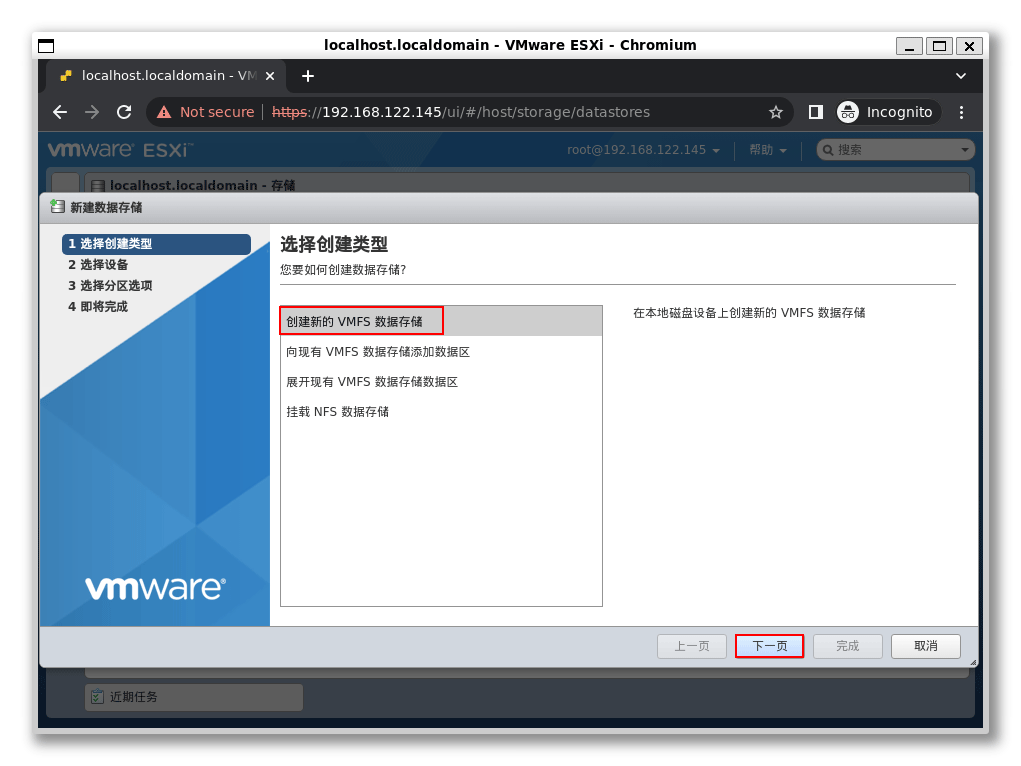 localhost.localdomain - VMware ESXi - Chromium
localhost.localdomain - VM
Not secure https://192.168.122.145/ui/#/host/storage/datastores Incognito
vmware ESXi™ root@192.168.122.145 帮助 搜索
localhost.localdomain - 存储
新建数据存储
1 选择创建类型
2 选择设备
3 选择分区选项
4 即将完成
vmware®
选择创建类型
您要如何创建数据存储?
创建新的 VMFS 数据存储
向现有 VMFS 数据存储添加数据区
展开现有 VMFS 数据存储数据区
挂载 NFS 数据存储
在本地磁盘设备上创建新的 VMFS 数据存储
上一页 下一页 完成 取消
近期任务